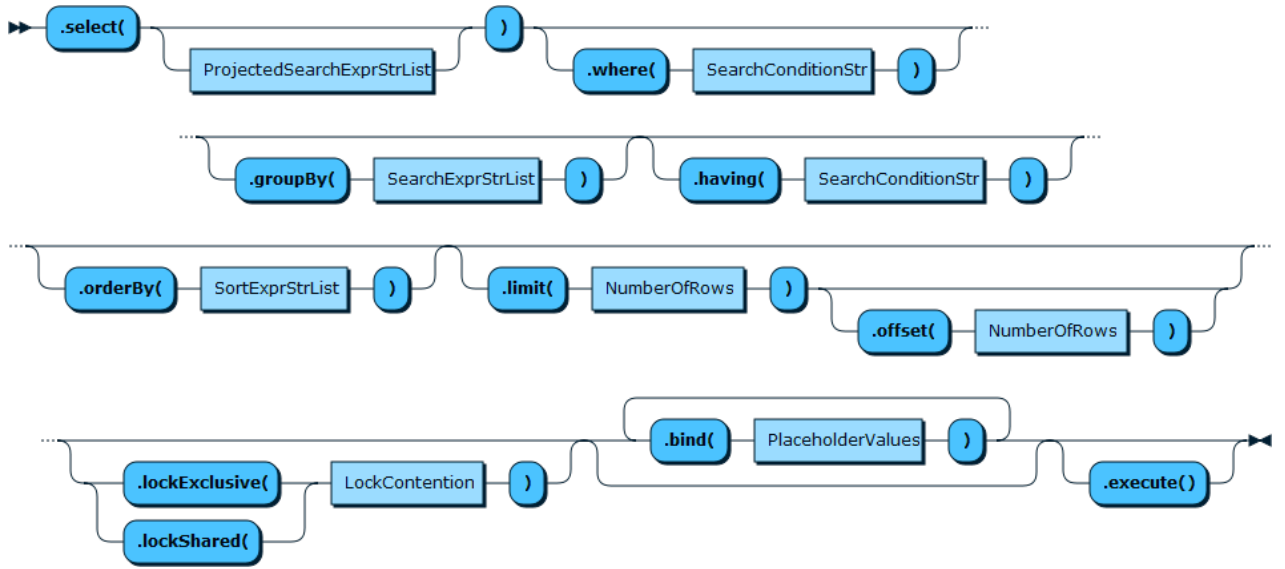 .select( )
ProjectedSearchExprStrList .where( SearchConditionStr )
.groupBy( SearchExprStrList ) .having( SearchConditionStr )
.orderBy( SortExprStrList ) .limit( NumberOfRows )
.offset( NumberOfRows )
.bind( PlaceholderValues )
.lockExclusive( LockContention ) .execute()
.lockShared(